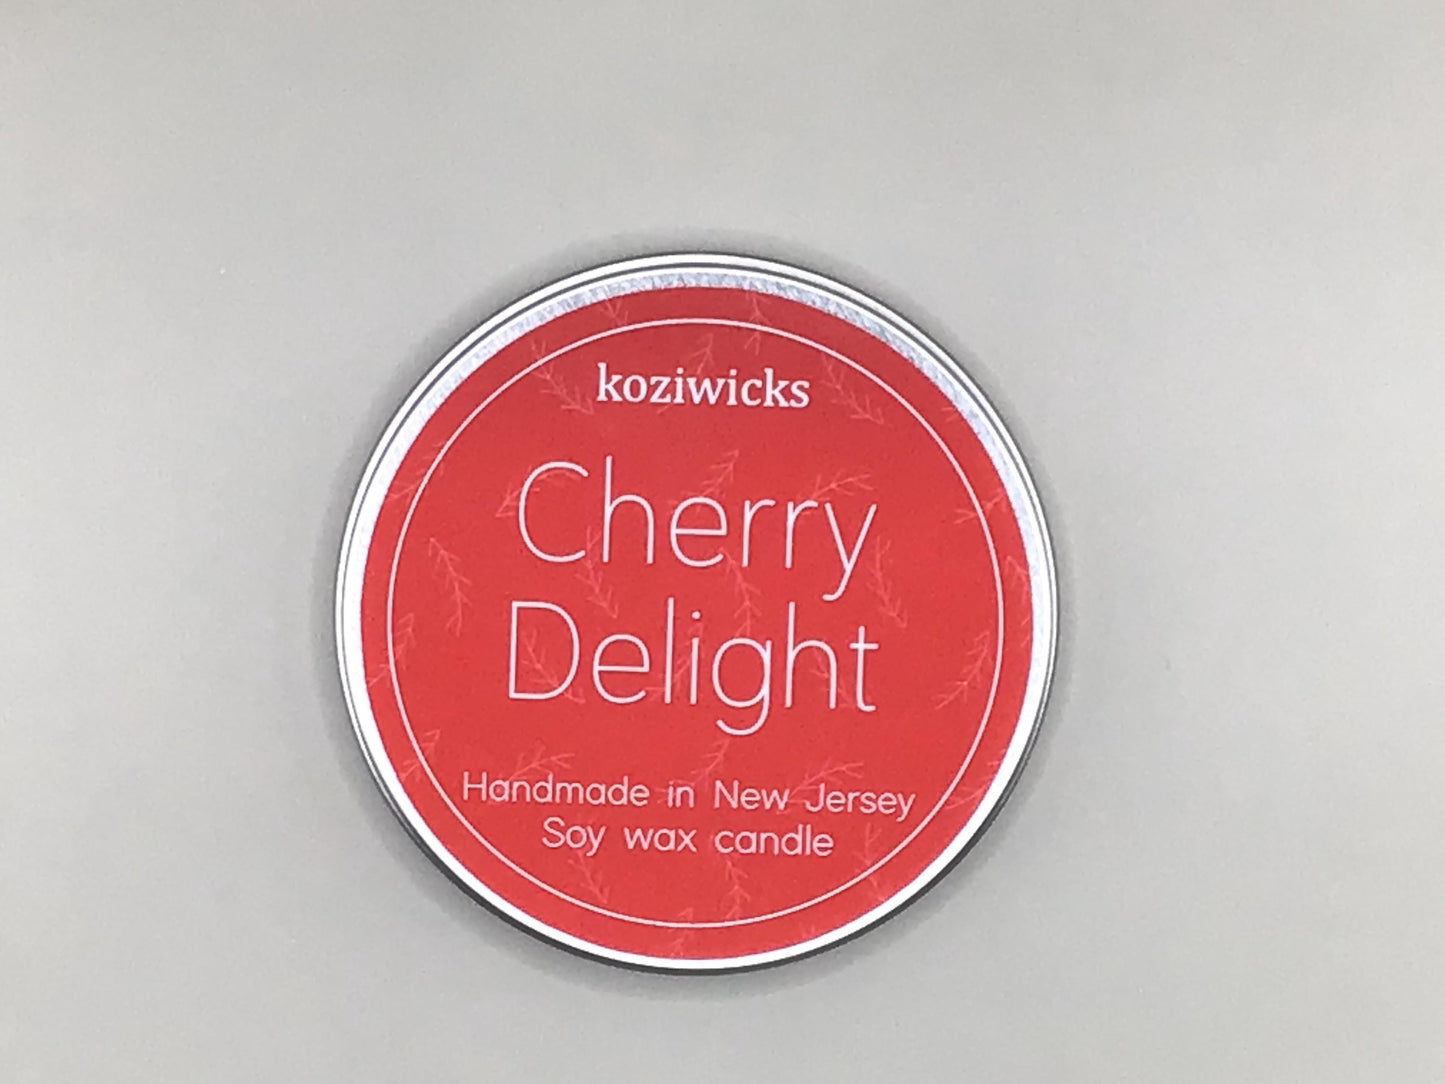 koziwicks
Cherry
Delight
Handmade in New Jersey
Soy wax candle